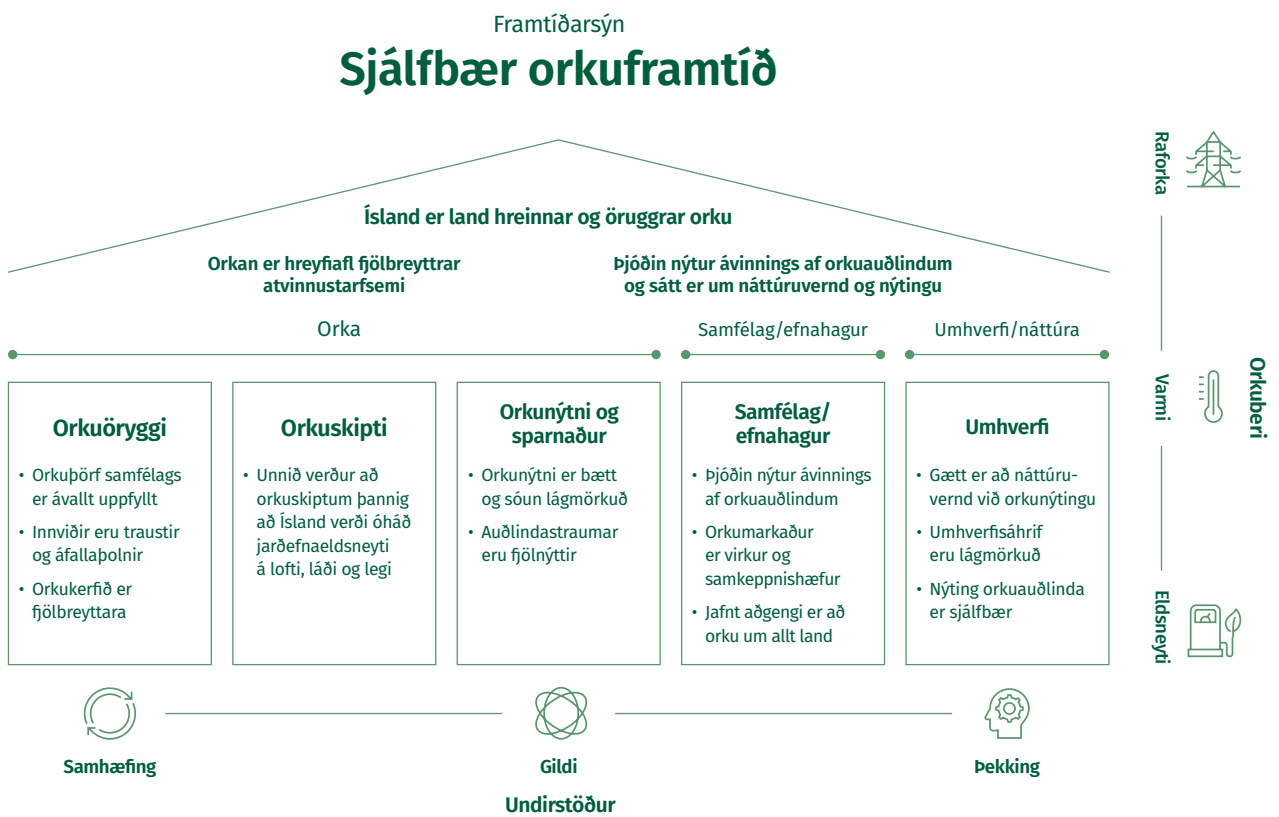 Framtíðarsýn
Sjálfbær orkuframtíð
Ísland er land hreinnar og öruggrar orku
Orkan er hreyfiafl fjölbreyttrar
atvinnustarfsemi
Þjóðin nýtur ávinnings af orkuauðlindum
og sátt er um náttúruvernd og nýtingu
Orka
Samfélag/efnahagur
Umhverfi/náttúra
Orkuöryggi
• Orkuþörf samfélags
er ávallt uppfyllt
• Innviðir eru traustir
og áfallaþolnir
• Orkukerfið er
fjölbreyttara
Orkuskipti
• Unnið verður að
orkuskiptum þannig
að Ísland verði óháð
jarðefnaeldsneyti
á lofti, láði og legi
Orkunýtni og
sparnaður
• Orkunýtni er bætt
og sóun lágmörkuð
• Auðlindastraumar
eru fjölnýttir
Samfélag/
efnahagur
• Þjóðin nýtur ávinnings
af orkuauðlindum
• Orkumarkaður
er virkur og
samkeppnishæfur
• Jafnt aðgengi er að
orku um allt land
Umhverfi
• Gætt er að náttúru-
vernd við orkunýtingu
• Umhverfisáhrif
eru lágmörkuð
• Nýting orkuauðlinda
er sjálfbær
Raforka
Varmi
Eldsneyti
Orkuberi
Samhæfing
Gildi
Þekking
Undirstöður